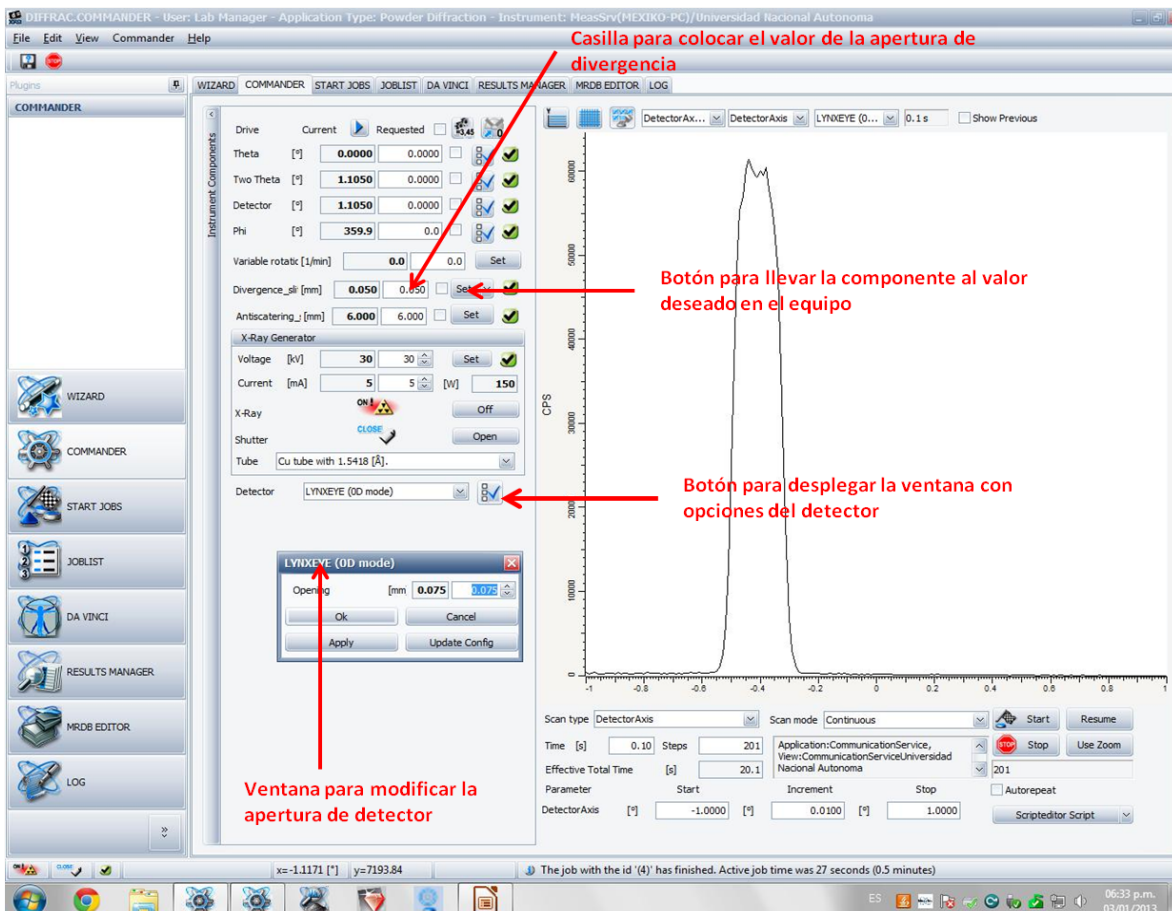 DIFFRAC.COMMANDER - User: Lab Manager - Application Type: Powder Diffraction - Instrument: MeasSrv(MEXIKO-PC)/Universidad Nacional Autonoma
File Edit View Commander Help
Casilla para colocar el valor de la apertura de
divergencia
Plugins
WIZARD COMMANDER START JOBS JOBLIST DA VINCI RESULTS MANAGER MRDB EDITOR LOG
COMMANDER
Instrument Components
Drive Current Requested
Theta [°] 0.0000 0.0000
Two Theta [°] 1.1050 0.0000
Detector [°] 1.1050 0.0000
Phi [°] 359.9 0.0
Variable rotatic [1/min] 0.0 0.0 Set
Divergence_sli [mm] 0.050 0.050 Set
Antiscatering_ [mm] 6.000 6.000 Set
X-Ray Generator
Voltage [kV] 30 30 Set
Current [mA] 5 5 [W] 150
X-Ray ON! Off
Shutter CLOSE Open
Tube Cu tube with 1.5418 [Å].
Detector LYNXEYE (0D mode)
LYNXEYE (0D mode)
Opening [mm 0.075 0.075
Ok Cancel
Apply Update Config
Ventana para modificar la
apertura de detector
DetectorAx... DetectorAxis LYNXEYE (0... 0.1 s Show Previous
Y
60000
50000
40000
30000
20000
10000
0
CPS
-1 -0.8 -0.6 -0.4 -0.2 0 0.2 0.4 0.6 0.8 1
Botón para llevar la componente al valor
deseado en el equipo
Botón para desplegar la ventana con
opciones del detector
Scan type DetectorAxis Scan mode Continuous Start Resume
Time [s] 0.10 Steps 201
Application:CommunicationService,
View:CommunicationServiceUniversidad
Nacional Autonoma
STOP Stop Use Zoom
Effective Total Time [s] 20.1
201
Parameter Start Increment Stop Autorepeat
DetectorAxis [°] -1.0000 [°] 0.0100 [°] 1.0000 Scripteditor Script
WIZARD
COMMANDER
START JOBS
JOBLIST
DA VINCI
RESULTS MANAGER
MRDB EDITOR
LOG
ON! CLOSE x=-1.1171 [°] y=7193.84 The job with the id '(4)' has finished. Active job time was 27 seconds (0.5 minutes)
ES 06:33 p.m.
03/01/2013